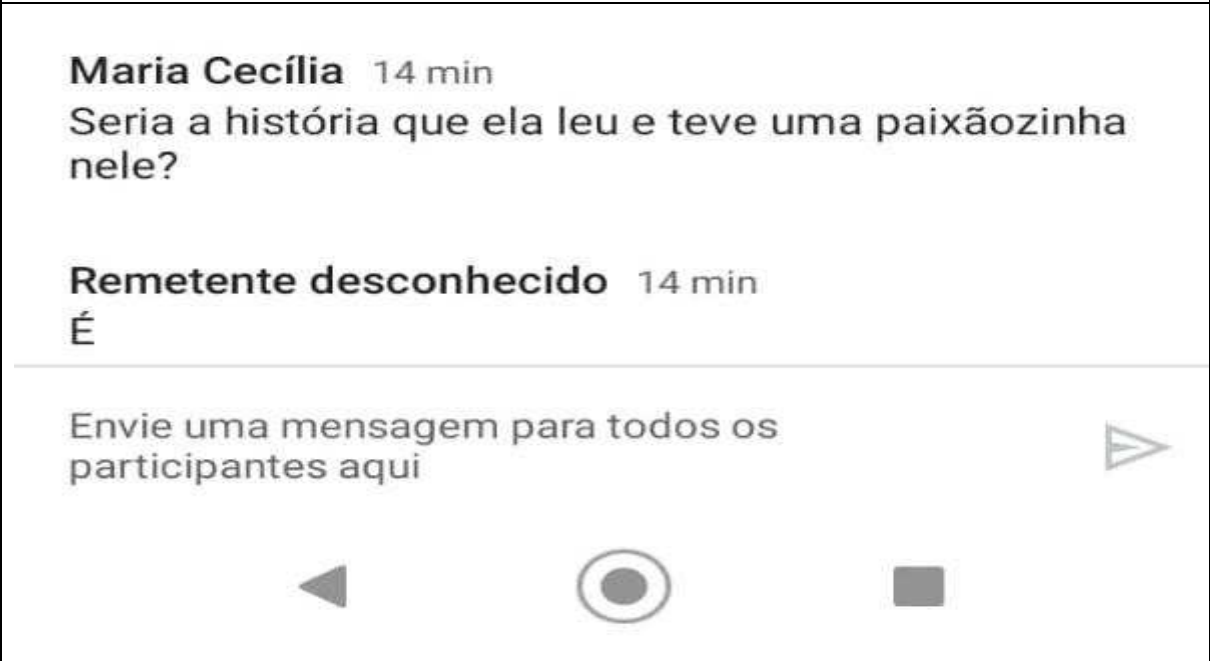 Maria Cecília 14 min
Seria a história que ela leu e teve uma paixãozinha
nele?
Remetente desconhecido 14 min
É
Envie uma mensagem para todos os
participantes aqui